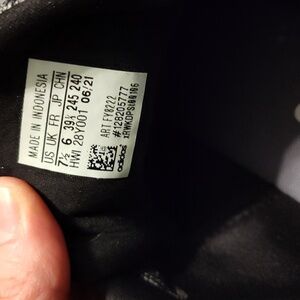 MADE IN INDONESIA
US UK FR JP CHN
7½ 6 39⅓ 245 240
HWI 28Y001 06/21
ART FY8222
#128205777
adidas